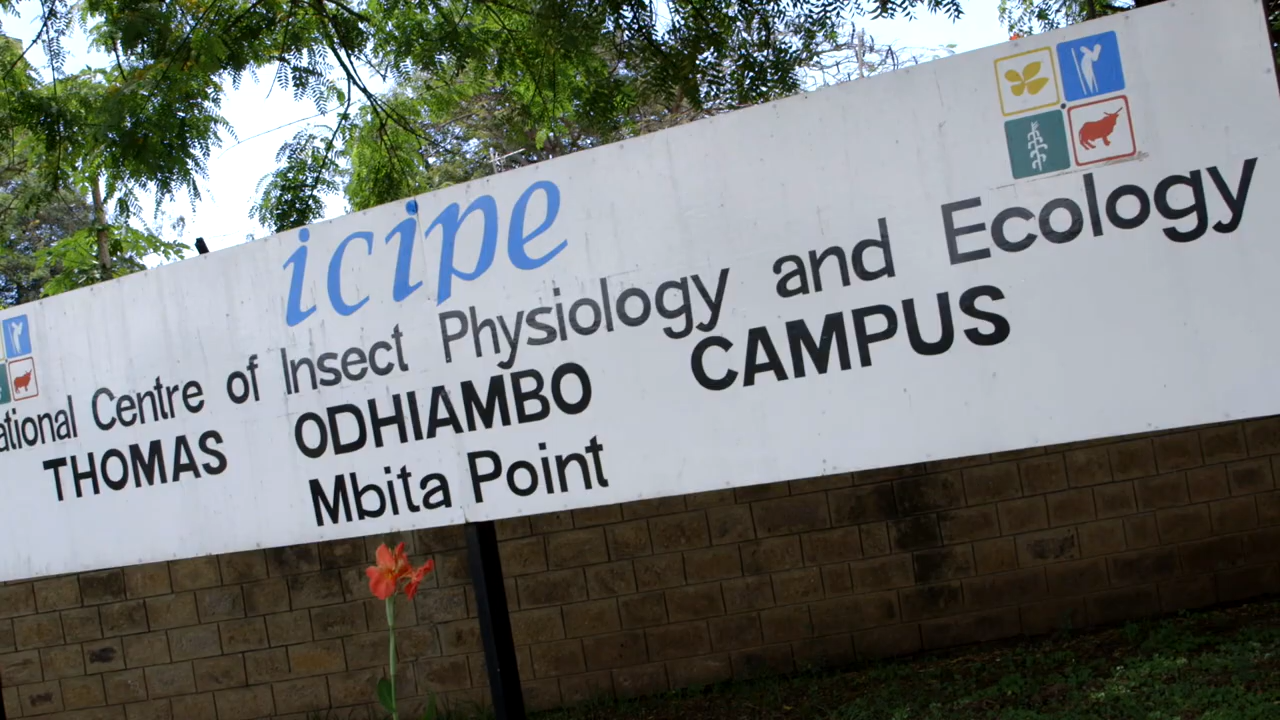 icipe
ational Centre of Insect Physiology and Ecology
THOMAS ODHIAMBO CAMPUS
Mbita Point